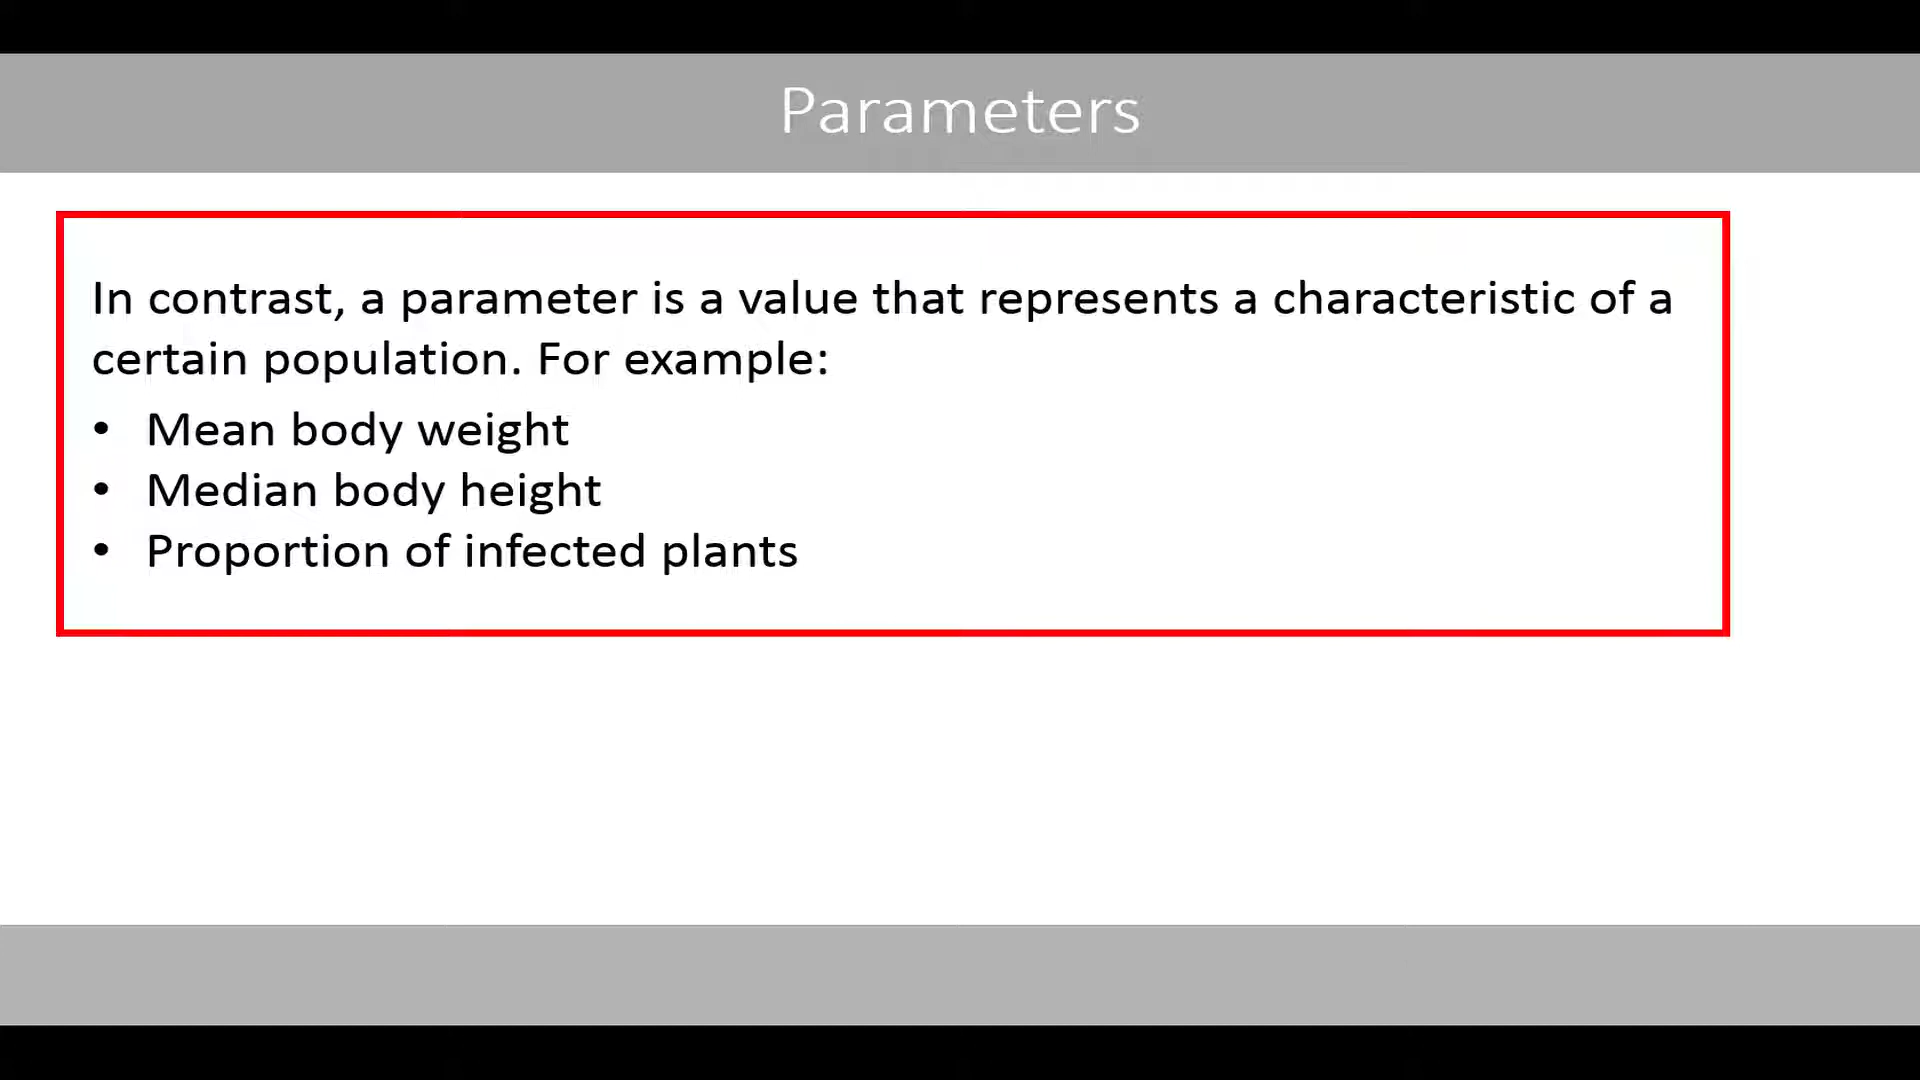 Parameters
In contrast, a parameter is a value that represents a characteristic of a
certain population. For example:
• Mean body weight
• Median body height
• Proportion of infected plants